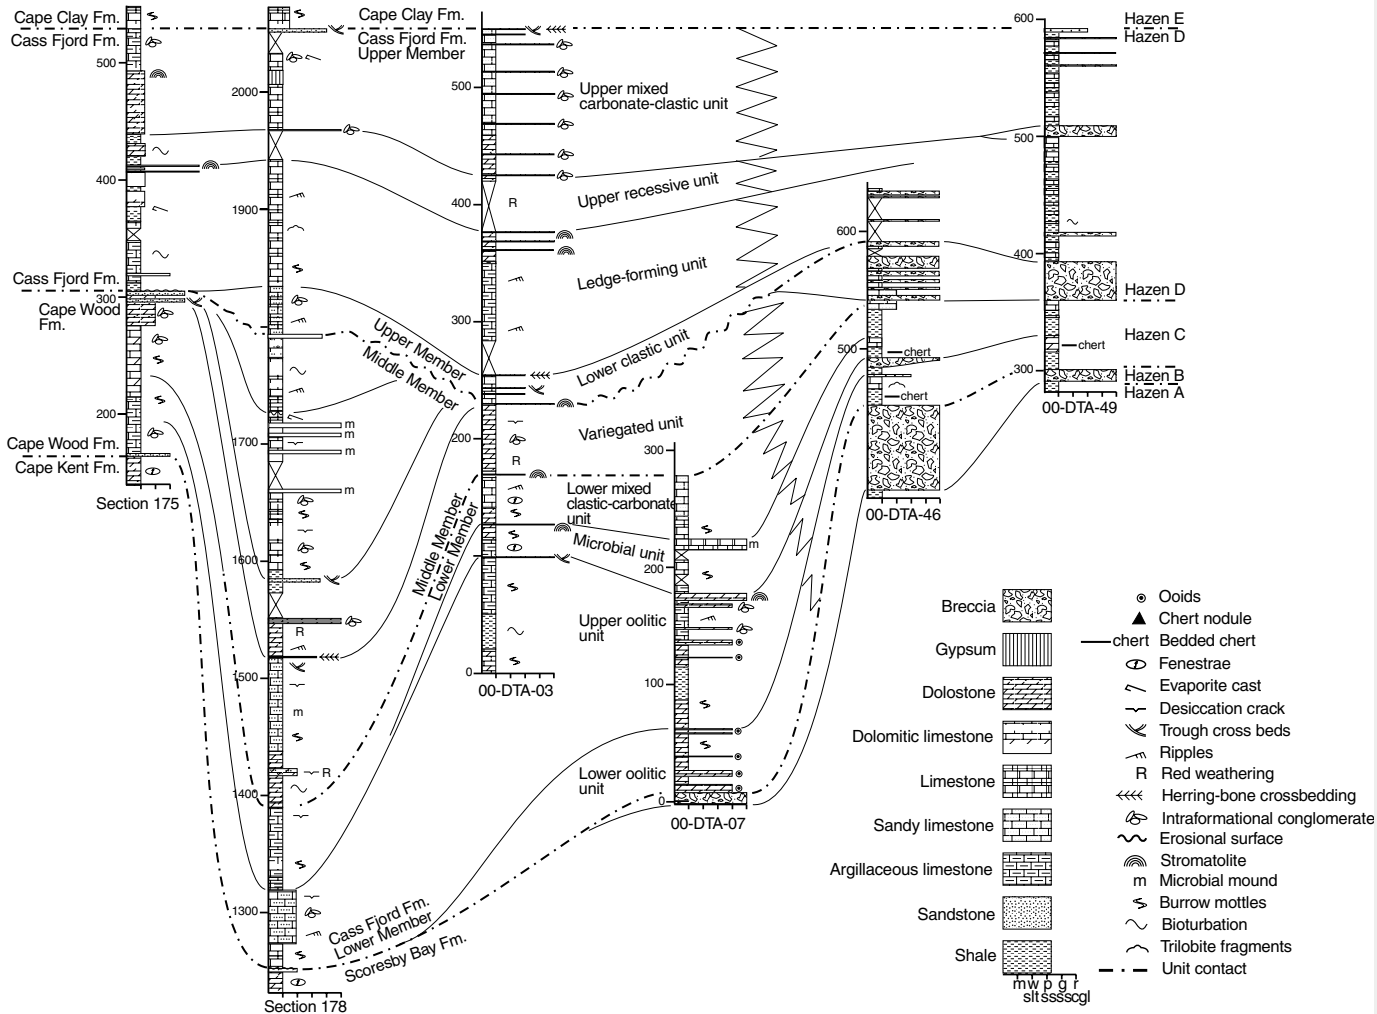 Cape Clay Fm.
Cass Fjord Fm.
500
400
Cass Fjord Fm.
300
Cape Wood
Fm.
200
Cape Wood Fm.
Cape Kent Fm.
Section 175
2000
1900
m
m
1700
m
m
1600
R
1500
m
R
1400
1300
Section 178
Cape Clay Fm.
Cass Fjord Fm.
Upper Member
500
400
R
300
200
R
0
00-DTA-03
Upper Member
Middle Member
Middle Member
Lower Member
Cass Fjord Fm.
Lower Member
Scoresby Bay Fm.
Upper mixed
carbonate-clastic unit
Upper recessive unit
Ledge-forming unit
Lower clastic unit
Variegated unit
Lower mixed
clastic-carbonate
unit
Microbial unit
Upper oolitic
unit
Lower oolitic
unit
300
m
200
100
0
00-DTA-07
600
500
chert
chert
00-DTA-46
600
500
400
300
chert
00-DTA-49
Hazen E
Hazen D
Hazen D
Hazen C
Hazen B
Hazen A
Breccia
Gypsum
Dolostone
Dolomitic limestone
Limestone
Sandy limestone
Argillaceous limestone
Sandstone
Shale
m w p g r
slt ssss cgl
Ooids
Chert nodule
chert Bedded chert
Fenestrae
Evaporite cast
Desiccation crack
Trough cross beds
Ripples
R Red weathering
Herring-bone crossbedding
Intraformational conglomerate
Erosional surface
Stromatolite
m Microbial mound
Burrow mottles
Bioturbation
Trilobite fragments
Unit contact